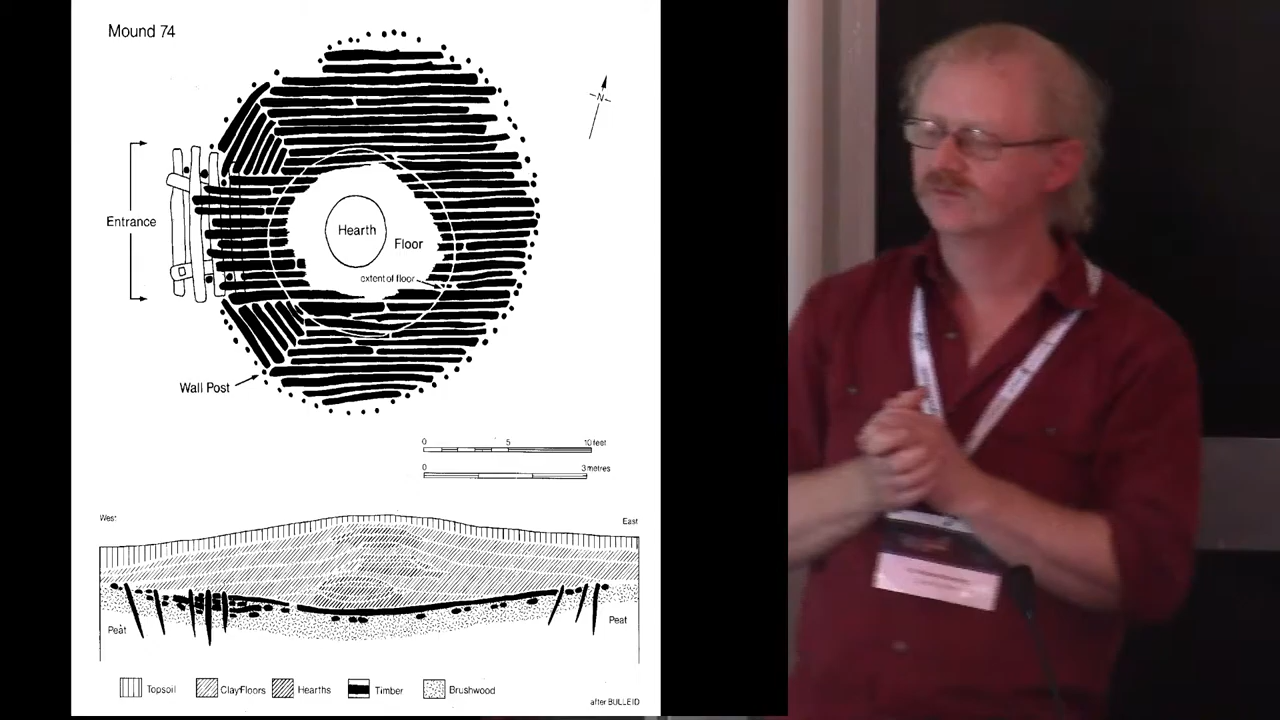 Mound 74
N
Entrance
Hearth
Floor
extent of floor
Wall Post
0 5 10 feet
0 3 metres
West
East
Peat
Peat
Topsoil
Clay Floors
Hearths
Timber
Brushwood
after BULLEID